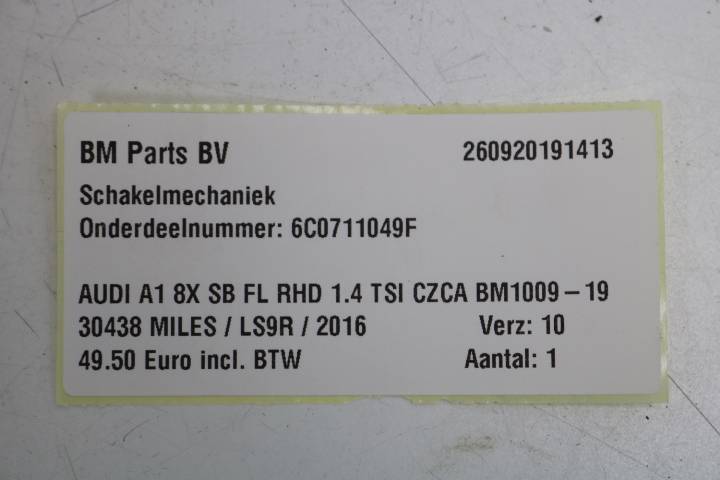 BM Parts BV 260920191413
Schakelmechaniek
Onderdeelnummer: 6C0711049F
AUDI A1 8X SB FL RHD 1.4 TSI CZCA BM1009-19
30438 MILES / LS9R / 2016 Verz: 10
49.50 Euro incl. BTW Aantal: 1